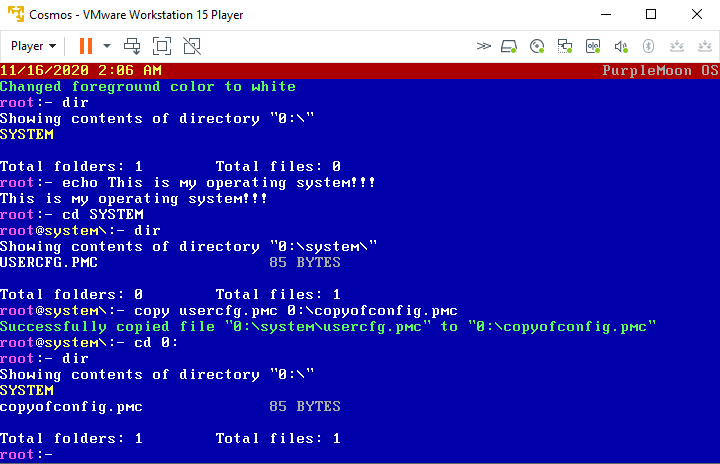 Cosmos - VMware Workstation 15 Player
Player
11/16/2020 2:06 AM PurpleMoon OS
Changed foreground color to white
root:- dir
Showing contents of directory "0:\"
SYSTEM
Total folders: 1 Total files: 0
root:- echo This is my operating system!!!
This is my operating system!!!
root:- cd SYSTEM
root@system\:- dir
Showing contents of directory "0:\system\"
USERCFG.PMC 85 BYTES
Total folders: 0 Total files: 1
root@system\:- copy usercfg.pmc 0:\copyofconfig.pmc
Successfully copied file "0:\system\usercfg.pmc" to "0:\copyofconfig.pmc"
root@system\:- cd 0:
root:- dir
Showing contents of directory "0:\"
SYSTEM
copyofconfig.pmc 85 BYTES
Total folders: 1 Total files: 1
root:-